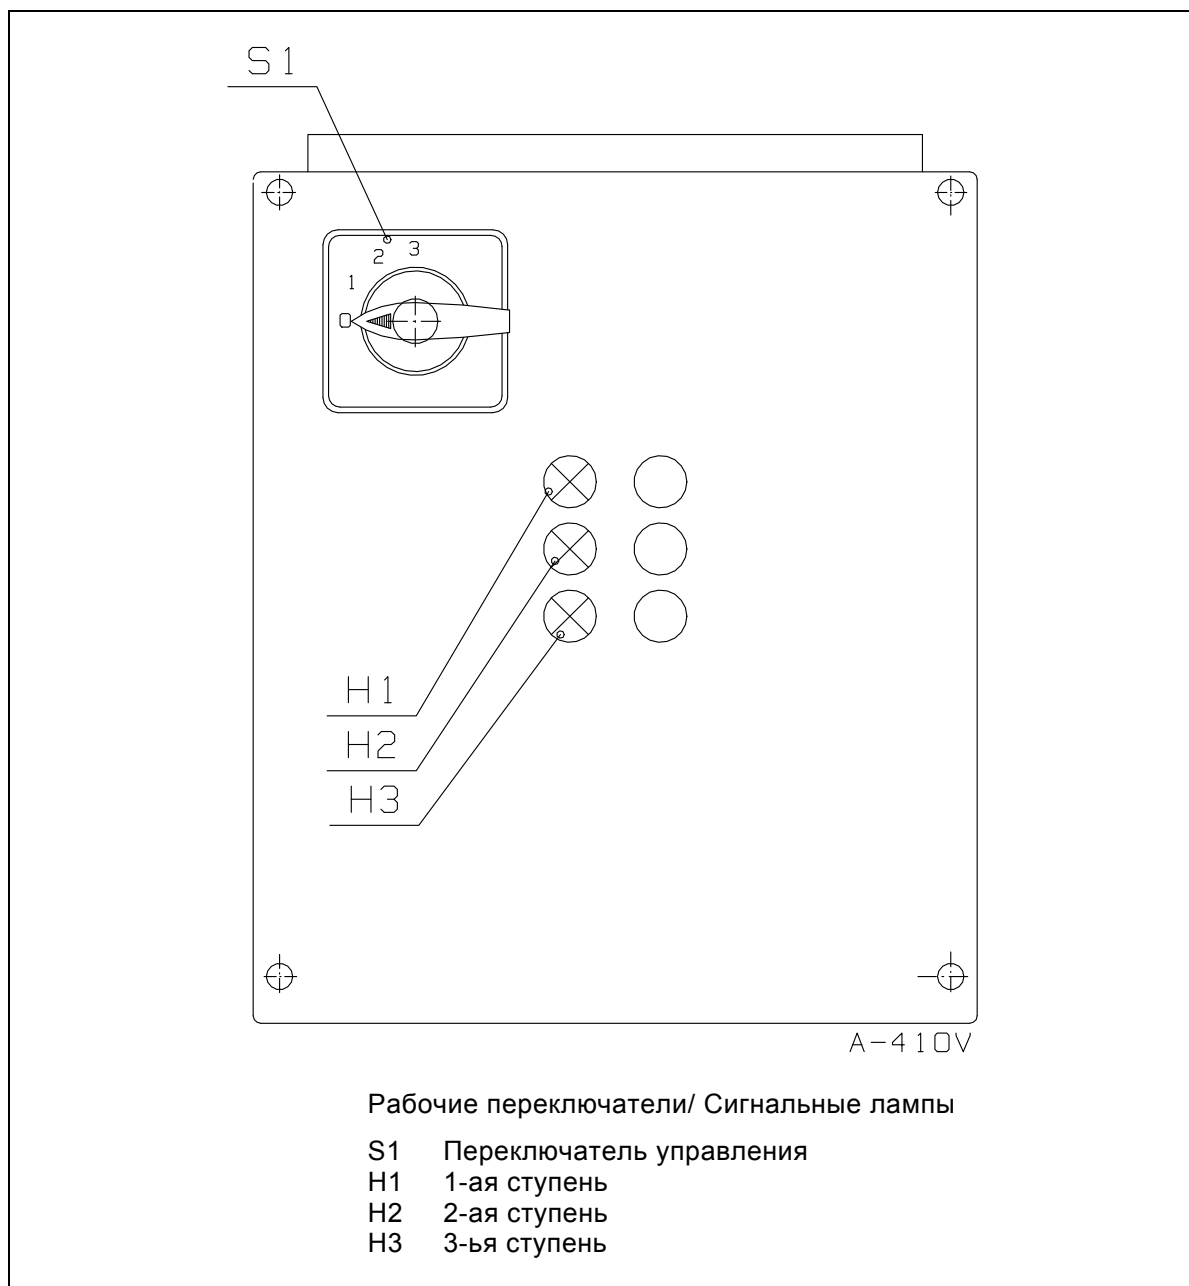 S1
3
2
1
0
H1
H2
H3
A-410V
Рабочие переключатели/ Сигнальные лампы
S1 Переключатель управления
H1 1-ая ступень
H2 2-ая ступень
H3 3-ья ступень